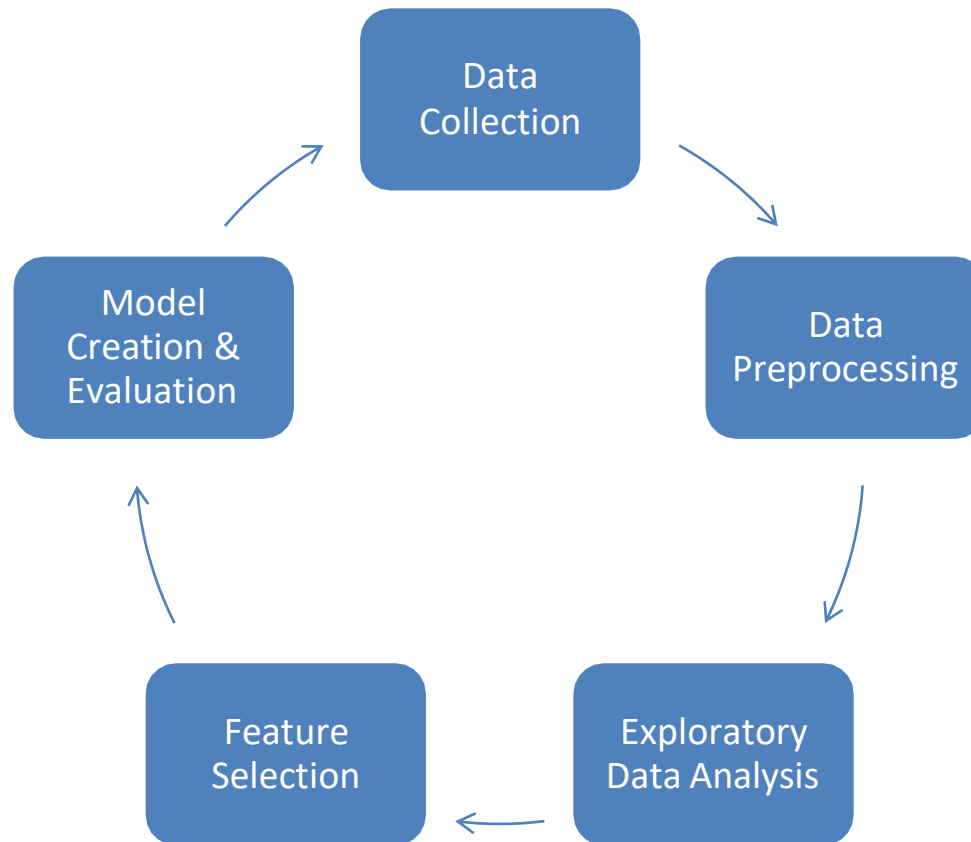 Data
Collection
Data
Preprocessing
Exploratory
Data Analysis
Feature
Selection
Model
Creation &
Evaluation